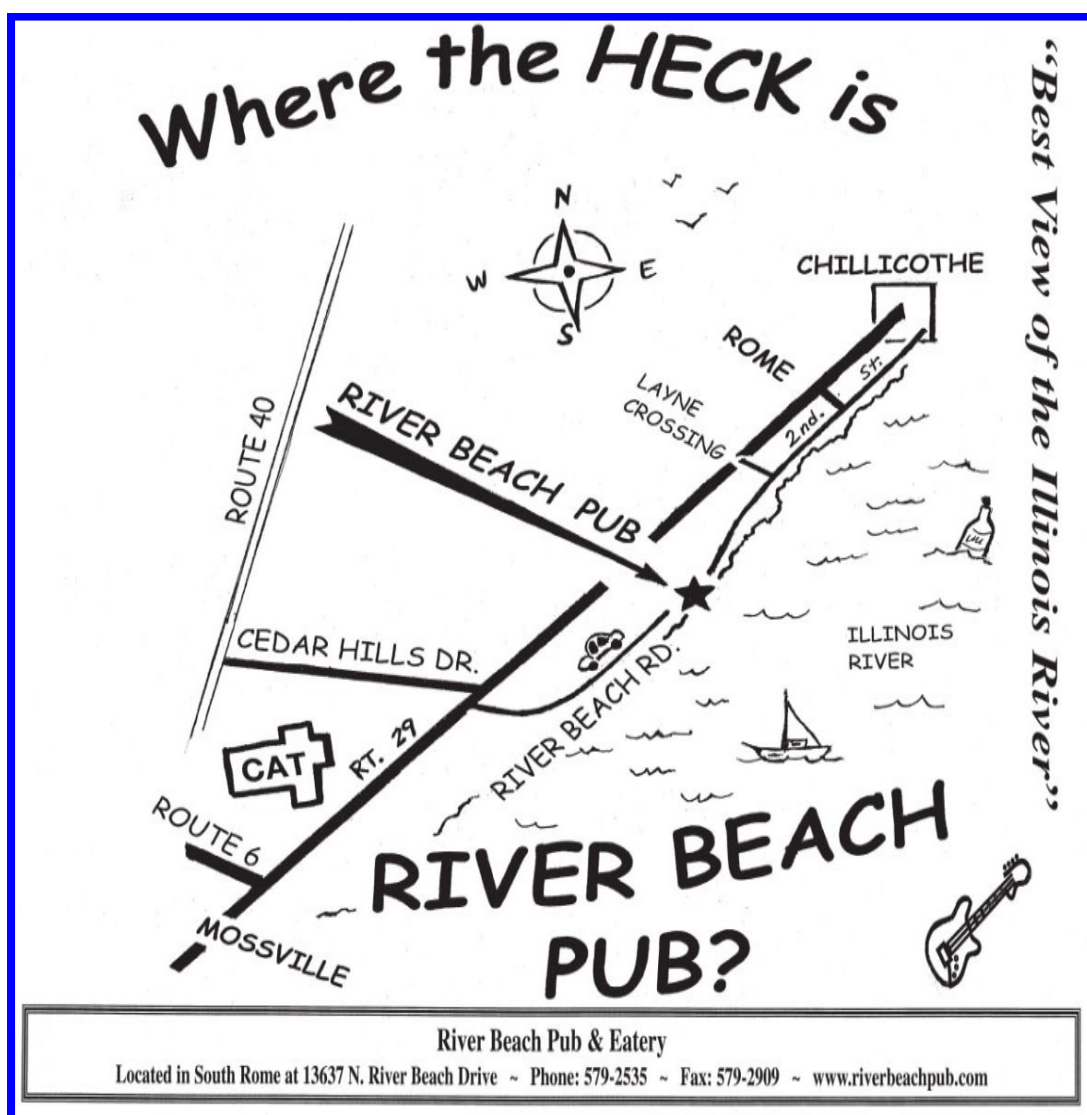 Where the HECK is
"Best View of the Illinois River"
N
W
E
S
CHILLICOTHE
ROME
LAYNE
CROSSING
2nd. St.
ROUTE 40
RIVER BEACH PUB
CEDAR HILLS DR.
ILLINOIS
RIVER
RIVER BEACH RD.
CAT
RT. 29
ROUTE 6
MOSSVILLE
RIVER BEACH
PUB?
River Beach Pub & Eatery
Located in South Rome at 13637 N. River Beach Drive ~ Phone: 579-2535 ~ Fax: 579-2909 ~ www.riverbeachpub.com